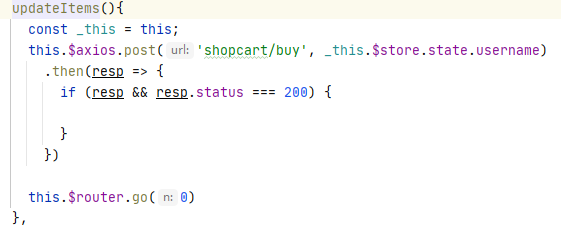 updateItems(){
const _this = this;
this.$axios.post( url: 'shopcart/buy', _this.$store.state.username)
.then(resp => {
if (resp && resp.status === 200) {
}
})
this.$router.go( n: 0)
},